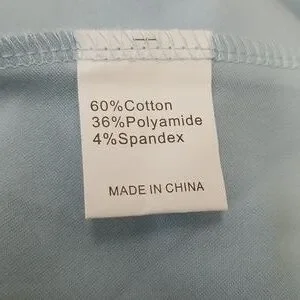 60%Cotton
36%Polyamide
4%Spandex
MADE IN CHINA